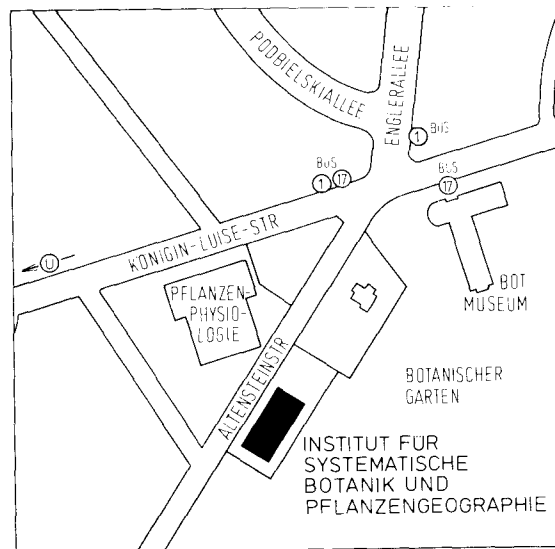 PODBIELSKIALLEE
ENGLERALLEE
1 BUS
BUS
1 17
BUS
17
KÖNIGIN-LUISE-STR
U
PFLANZEN-
PHYSIO-
LOGIE
BOT
MUSEUM
ALTENSTEINSTR
BOTANISCHER
GARTEN
INSTITUT FÜR
SYSTEMATISCHE
BOTANIK UND
PFLANZENGEOGRAPHIE